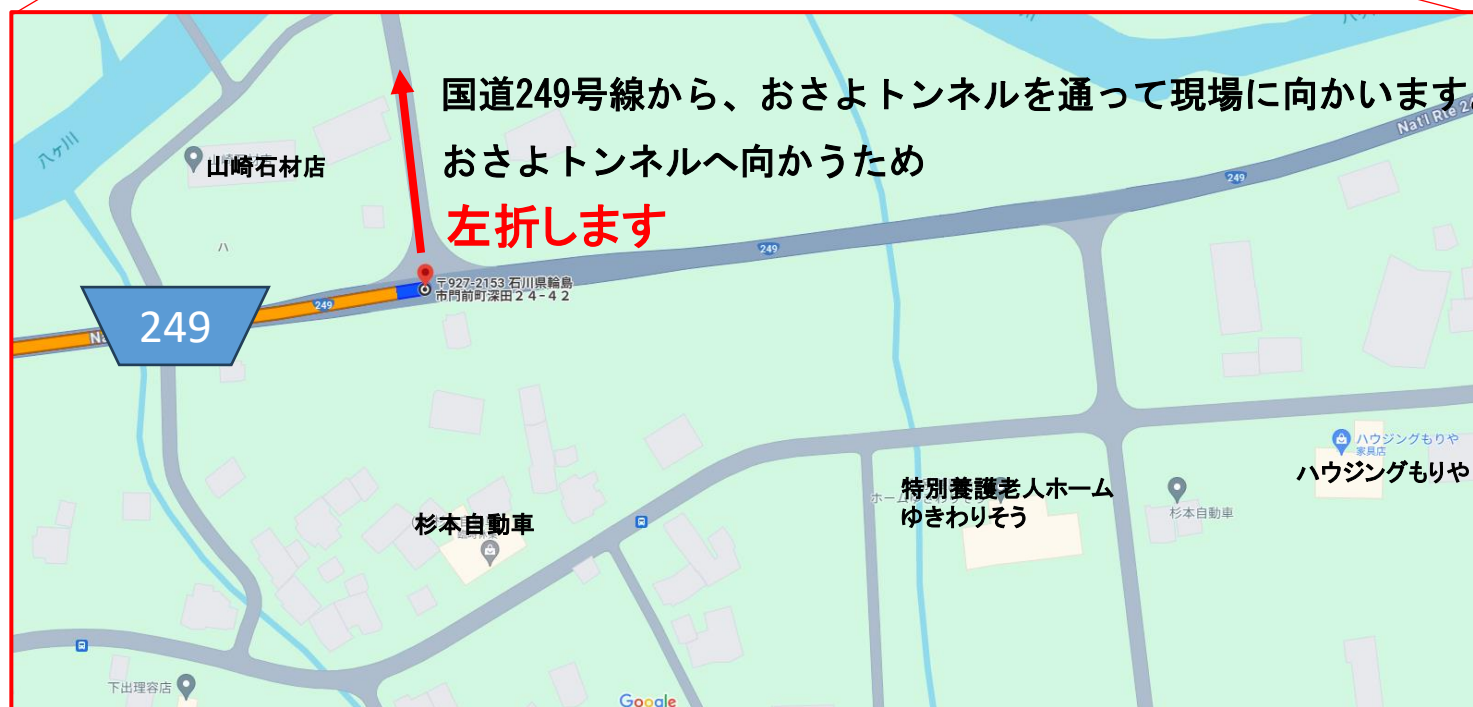 国道249号線から、おさよトンネルを通って現場に向かいます。
おさよトンネルへ向かうため
左折します
八ケ川
山崎石材店
ハ
249
249
〒927-2153 石川県輪島
市門前町深田２４−４２
249
249
Nat'l Rte
特別養護老人ホーム
ゆきわりそう
杉本自動車
杉本自動車
ハウジングもりや
家具店
ハウジングもりや
下出理容店
Google